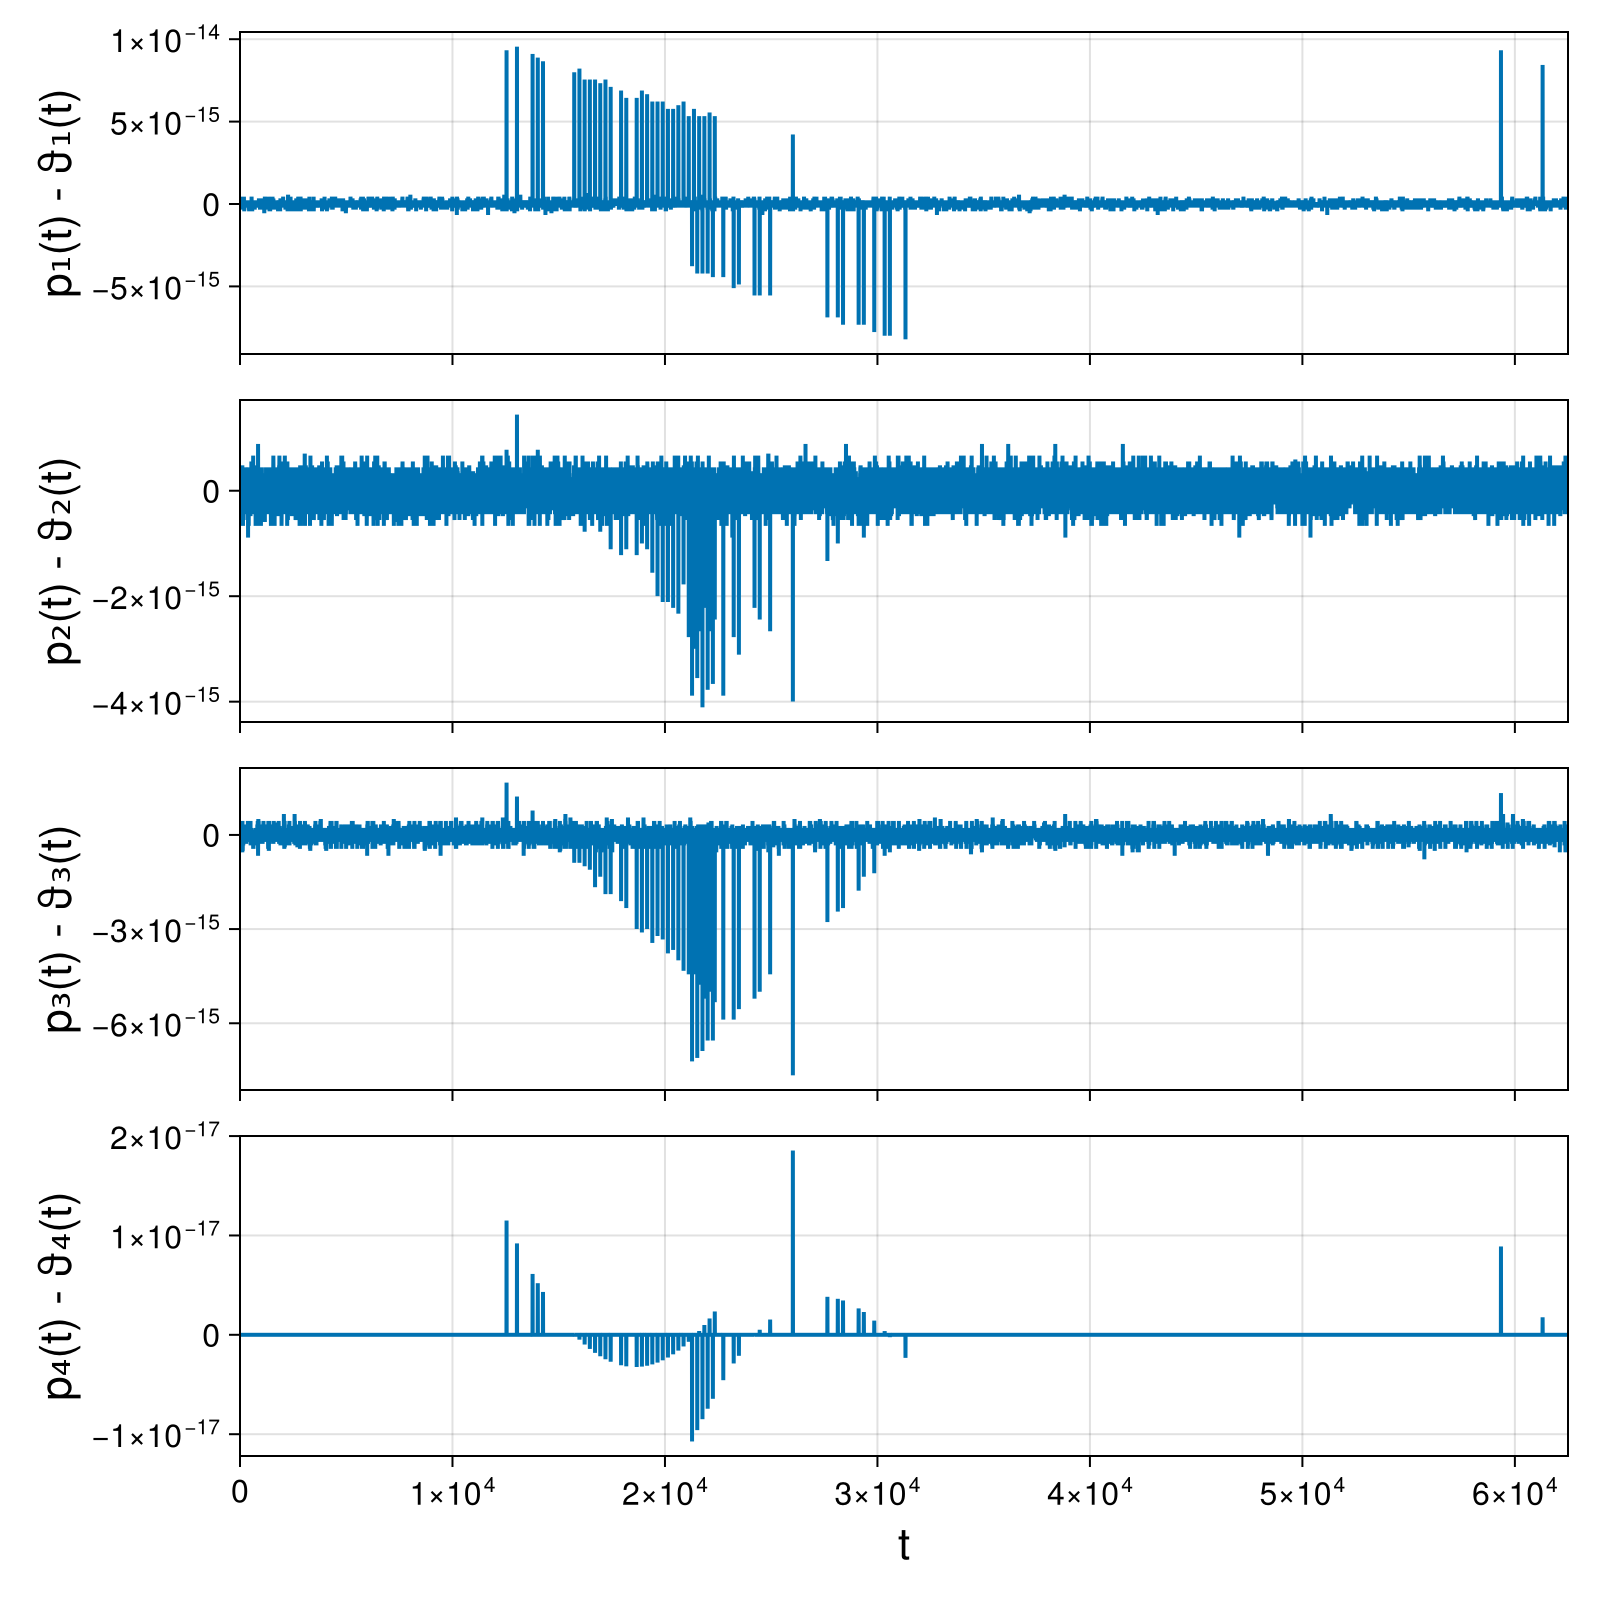 1×10⁻¹⁴
5×10⁻¹⁵
0
−5×10⁻¹⁵
p₁(t) - ϑ₁(t)
0
−2×10⁻¹⁵
−4×10⁻¹⁵
p₂(t) - ϑ₂(t)
0
−3×10⁻¹⁵
−6×10⁻¹⁵
p₃(t) - ϑ₃(t)
2×10⁻¹⁷
1×10⁻¹⁷
0
−1×10⁻¹⁷
p₄(t) - ϑ₄(t)
0 1×10⁴ 2×10⁴ 3×10⁴ 4×10⁴ 5×10⁴ 6×10⁴
t